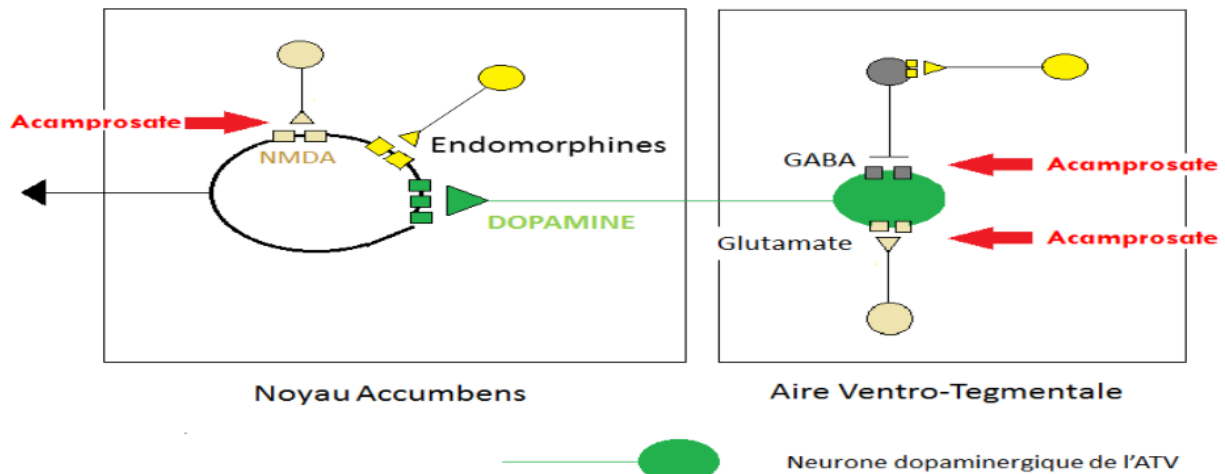 Acamprosate
NMDA
Endomorphines
DOPAMINE
GABA
Acamprosate
Glutamate
Acamprosate
Noyau Accumbens
Aire Ventro-Tegmentale
Neurone dopaminergique de l'ATV